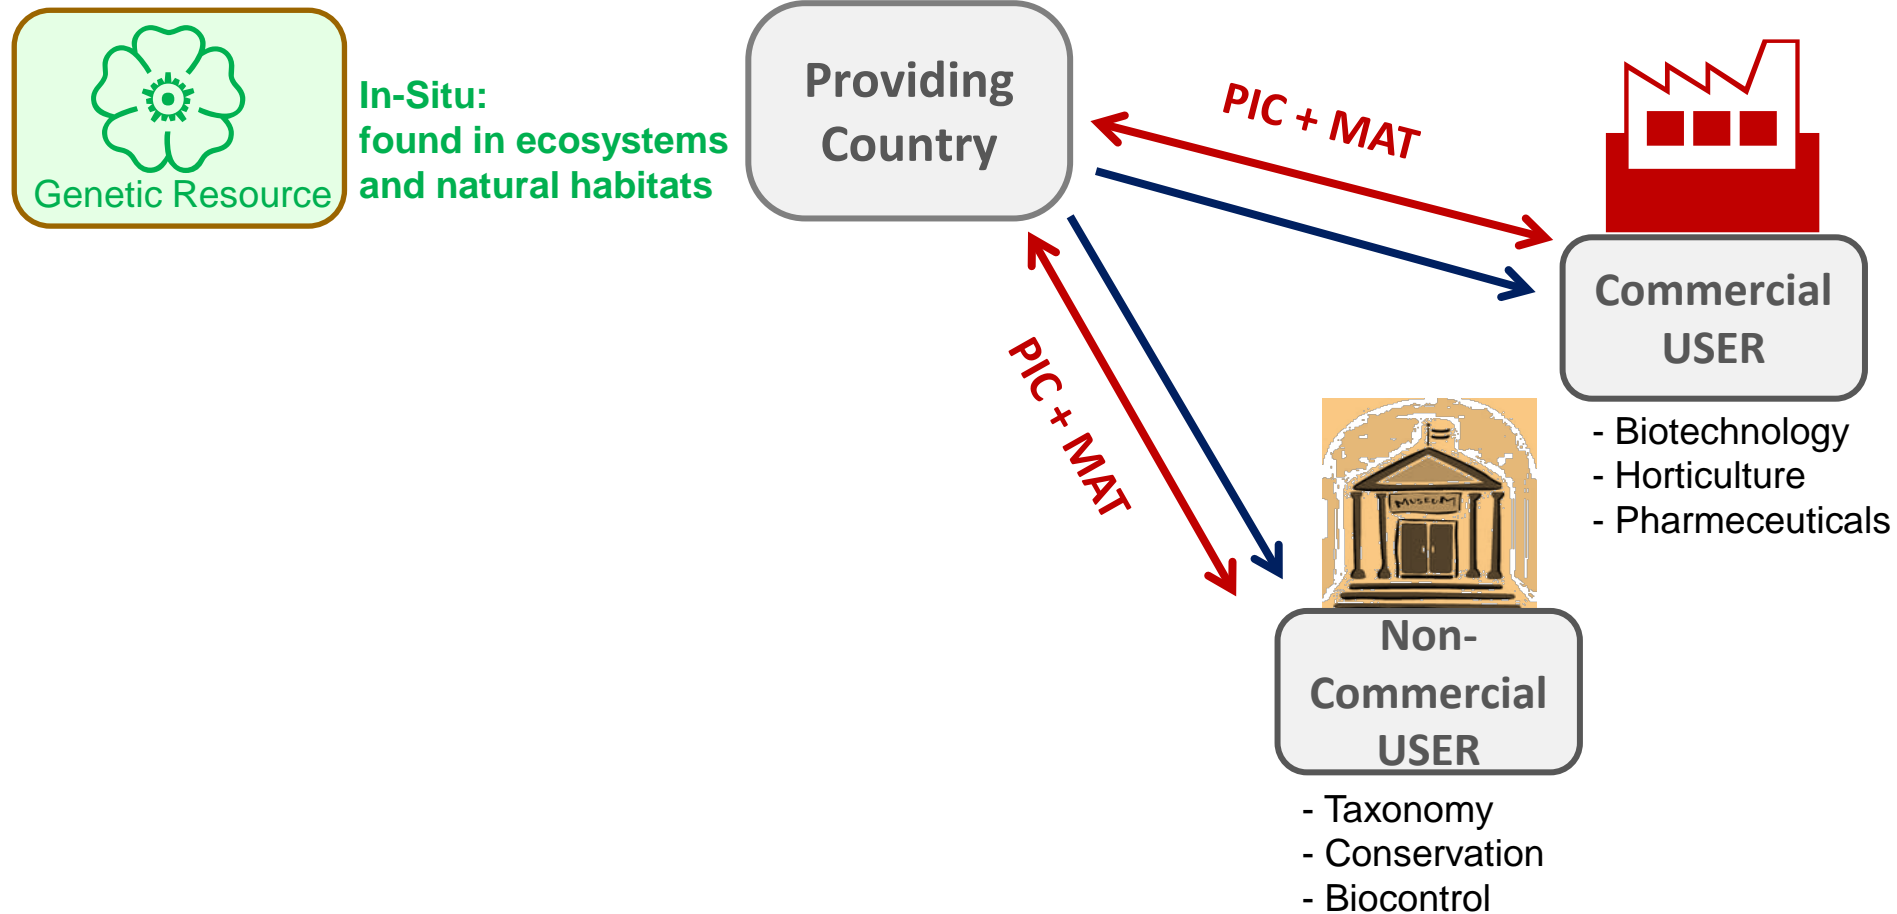 Genetic Resource
In-Situ:
found in ecosystems
and natural habitats
Providing
Country
PIC + MAT
PIC + MAT
Commercial
USER
- Biotechnology
- Horticulture
- Pharmeceuticals
MUSEUM
Non-
Commercial
USER
- Taxonomy
- Conservation
- Biocontrol